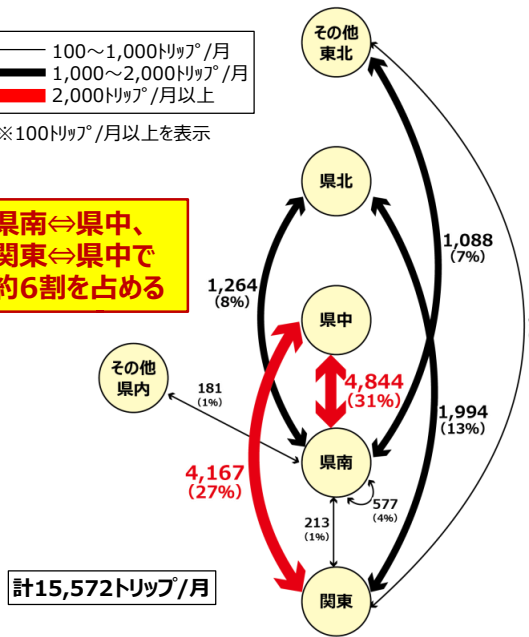 100～1,000トリップ/月
1,000～2,000トリップ/月
2,000トリップ/月以上
※100トリップ/月以上を表示
県南⇔県中、
関東⇔県中で
約6割を占める
その他
東北
県北
県中
その他
県内
県南
関東
1,088
(7%)
1,264
(8%)
4,844
(31%)
1,994
(13%)
181
(1%)
4,167
(27%)
577
(4%)
213
(1%)
計15,572トリップ/月